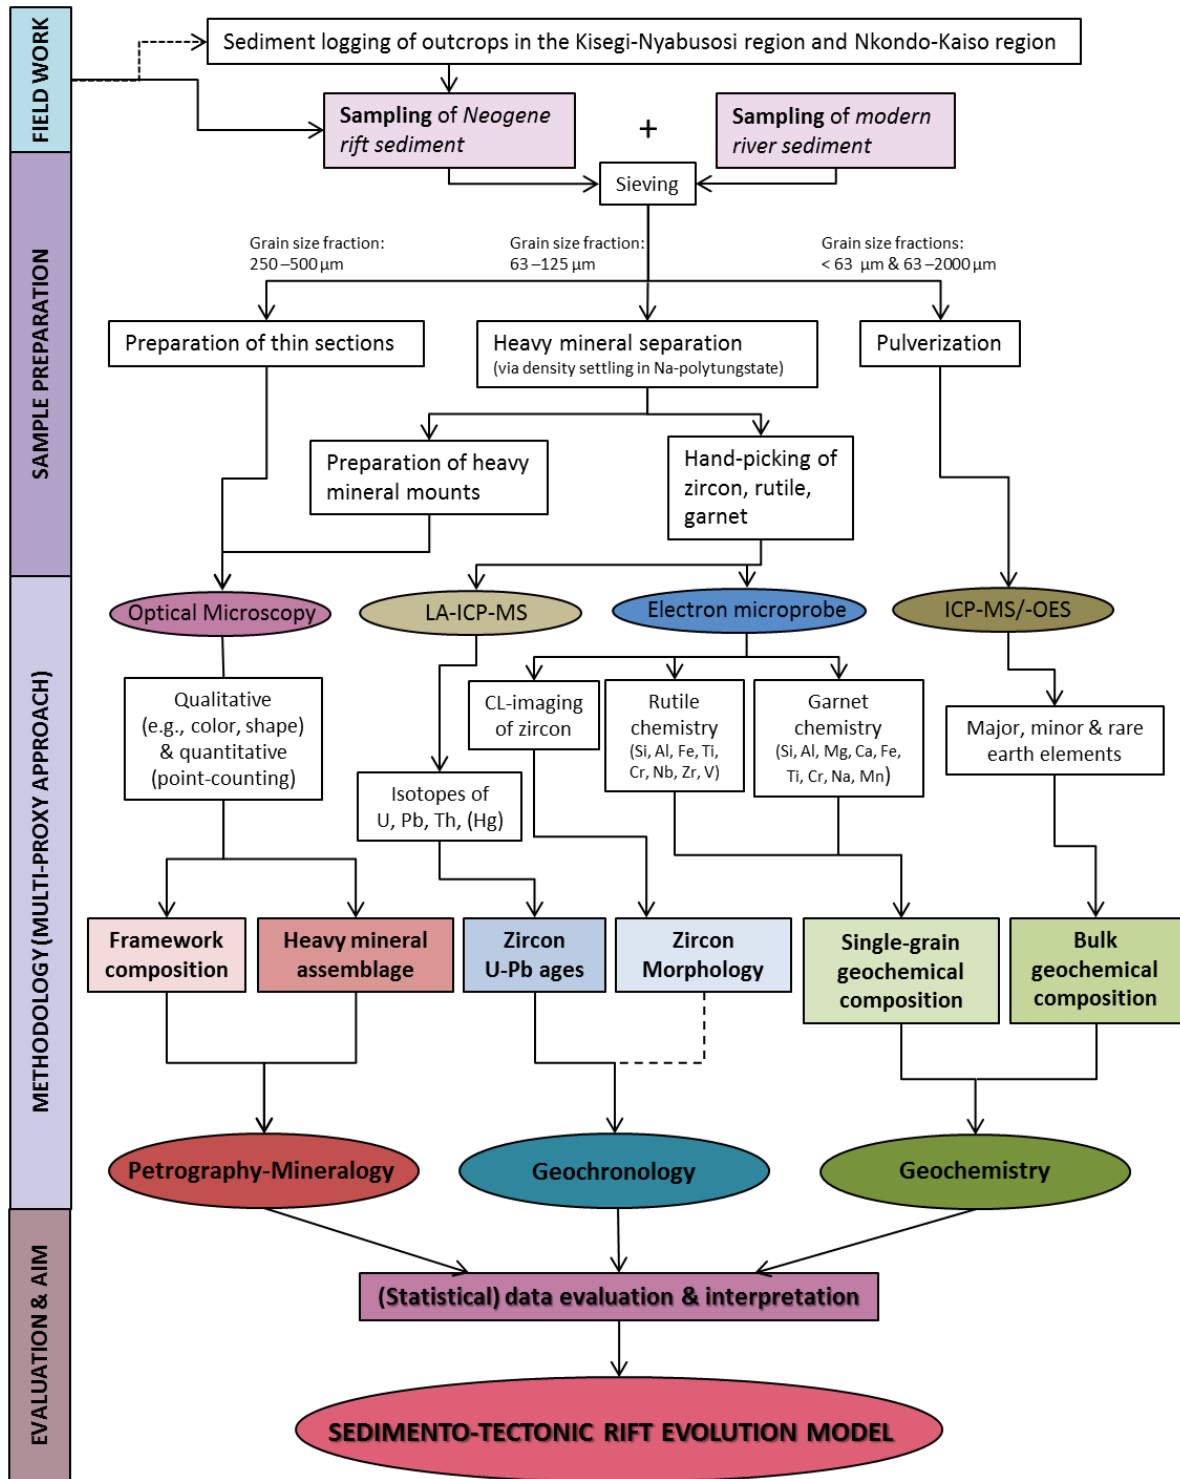 FIELD WORK
Sediment logging of outcrops in the Kisegi-Nyabusosi region and Nkondo-Kaiso region
Sampling of Neogene
rift sediment
+
Sampling of modern
river sediment
SAMPLE PREPARATION
Sieving
Grain size fraction:
250 –500 µm
Grain size fraction:
63 –125 µm
Grain size fractions:
< 63 µm & 63 –2000 µm
Preparation of thin sections
Heavy mineral separation
(via density settling in Na-polytungstate)
Pulverization
Preparation of heavy
mineral mounts
Hand-picking of
zircon, rutile,
garnet
METHODOLOGY (MULTI-PROXY APPROACH)
Optical Microscopy
LA-ICP-MS
Electron microprobe
ICP-MS/-OES
Qualitative
(e.g., color, shape)
& quantitative
(point-counting)
Isotopes of
U, Pb, Th, (Hg)
CL-imaging
of zircon
Rutile
chemistry
(Si, Al, Fe, Ti,
Cr, Nb, Zr, V)
Garnet
chemistry
(Si, Al, Mg, Ca, Fe,
Ti, Cr, Na, Mn)
Major, minor & rare
earth elements
Framework
composition
Heavy mineral
assemblage
Zircon
U-Pb ages
Zircon
Morphology
Single-grain
geochemical
composition
Bulk
geochemical
composition
Petrography-Mineralogy
Geochronology
Geochemistry
EVALUATION & AIM
(Statistical) data evaluation & interpretation
SEDIMENTO-TECTONIC RIFT EVOLUTION MODEL